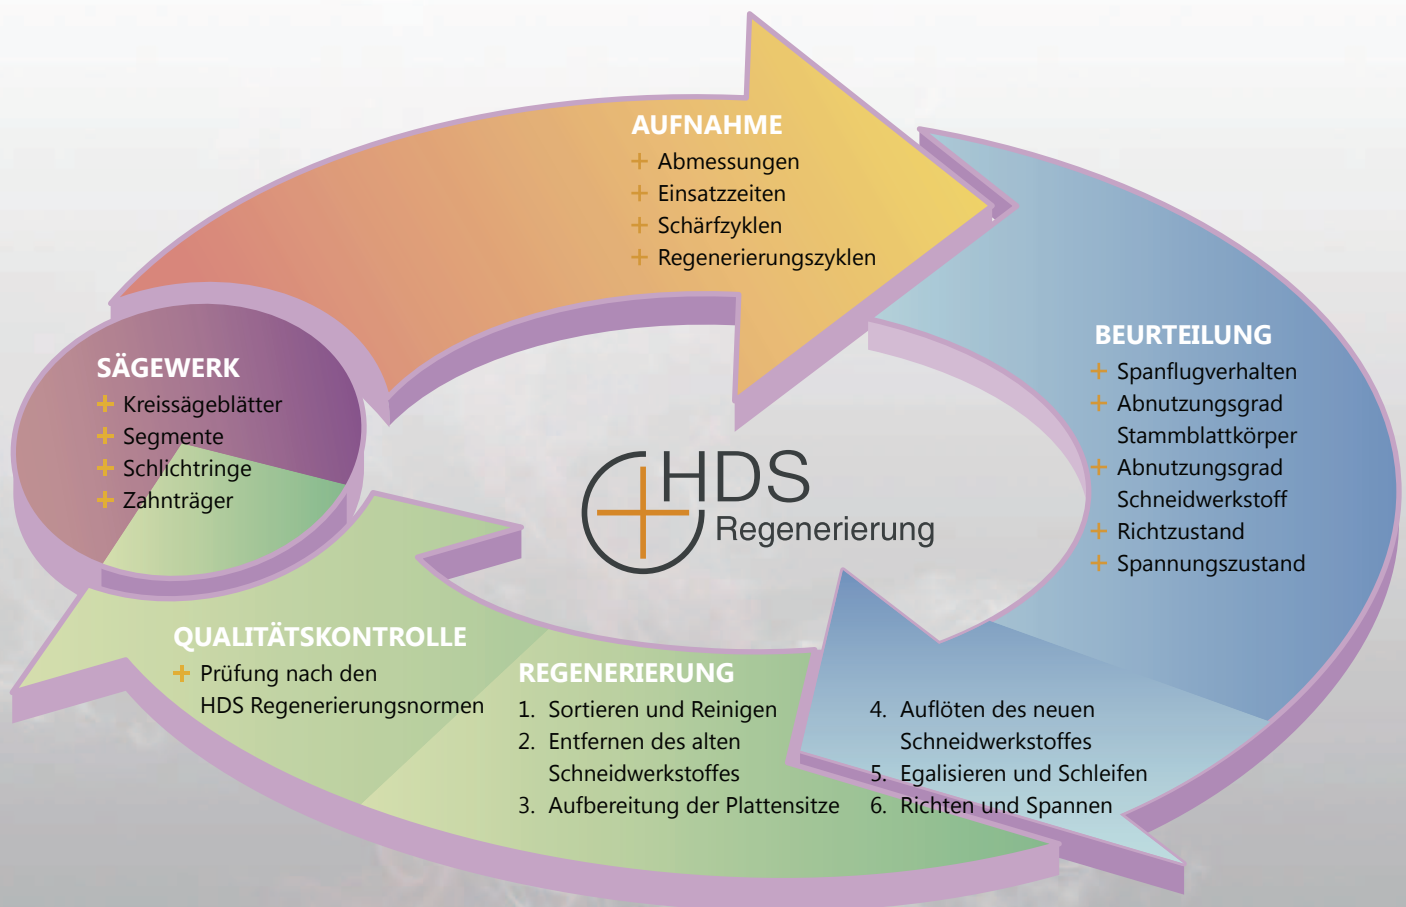 AUFNAHME
+ Abmessungen
+ Einsatzzeiten
+ Schärfzyklen
+ Regenerierungszyklen
BEURTEILUNG
+ Spanflugverhalten
+ Abnutzungsgrad
Stammblattkörper
+ Abnutzungsgrad
Schneidwerkstoff
+ Richtzustand
+ Spannungszustand
SÄGEWERK
+ Kreissägeblätter
+ Segmente
+ Schlichtringe
+ Zahnträger
HDS
Regenerierung
QUALITÄTSKONTROLLE
+ Prüfung nach den
HDS Regenerierungsnormen
REGENERIERUNG
1. Sortieren und Reinigen
2. Entfernen des alten
Schneidwerkstoffes
3. Aufbereitung der Plattensitze
4. Auflöten des neuen
Schneidwerkstoffes
5. Egalisieren und Schleifen
6. Richten und Spannen